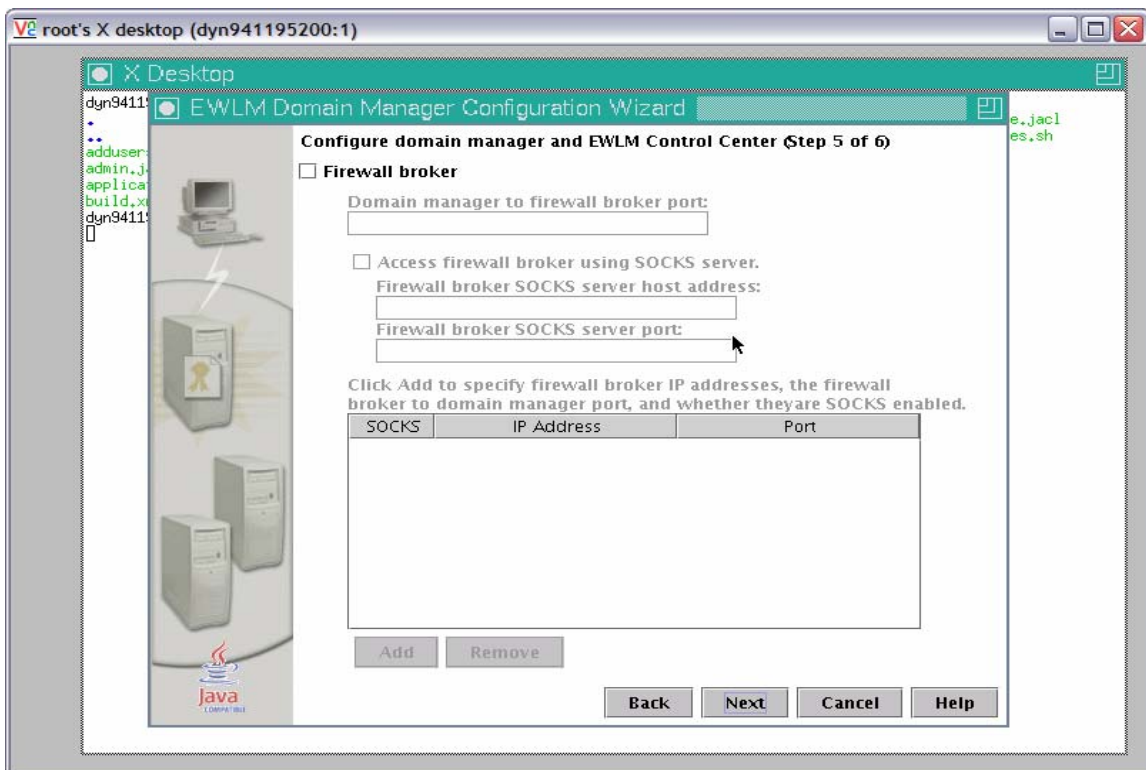 root's X desktop (dyn941195200:1)
X Desktop
dyn9411
EWLM Domain Manager Configuration Wizard
e.jacl
.
..
es.sh
adduser
admin.j
applica
build.x
dyn9411
Configure domain manager and EWLM Control Center (Step 5 of 6)
Firewall broker
Domain manager to firewall broker port:
Access firewall broker using SOCKS server.
Firewall broker SOCKS server host address:
Firewall broker SOCKS server port:
Click Add to specify firewall broker IP addresses, the firewall
broker to domain manager port, and whether theyare SOCKS enabled.
SOCKS IP Address Port
Add Remove
Java
COMPATIBLE
Back Next Cancel Help